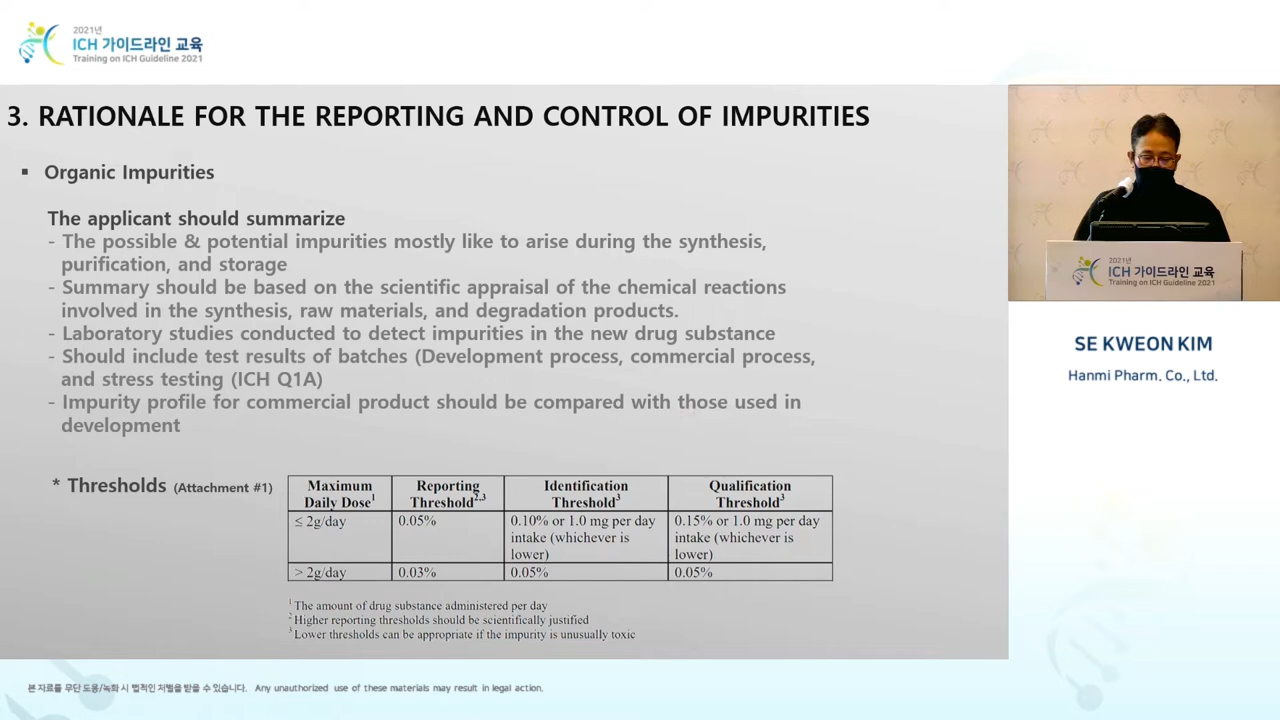 2021년
ICH 가이드라인 교육
Training on ICH Guideline 2021
3. RATIONALE FOR THE REPORTING AND CONTROL OF IMPURITIES
▪ Organic Impurities
The applicant should summarize
- The possible & potential impurities mostly like to arise during the synthesis,
purification, and storage
- Summary should be based on the scientific appraisal of the chemical reactions
involved in the synthesis, raw materials, and degradation products.
- Laboratory studies conducted to detect impurities in the new drug substance
- Should include test results of batches (Development process, commercial process,
and stress testing (ICH Q1A)
- Impurity profile for commercial product should be compared with those used in
development
* Thresholds (Attachment #1)
Maximum Daily Dose1 Reporting Threshold2,3 Identification Threshold3 Qualification Threshold3
≤ 2g/day 0.05% 0.10% or 1.0 mg per day intake (whichever is lower) 0.15% or 1.0 mg per day intake (whichever is lower)
> 2g/day 0.03% 0.05% 0.05%
1 The amount of drug substance administered per day
2 Higher reporting thresholds should be scientifically justified
3 Lower thresholds can be appropriate if the impurity is unusually toxic
2021년
ICH 가이드라인 교육
Training on ICH Guideline 2021
SE KWEON KIM
Hanmi Pharm. Co., Ltd.
본 자료를 무단 도용/녹화 시 법적인 처벌을 받을 수 있습니다. Any unauthorized use of these materials may result in legal action.